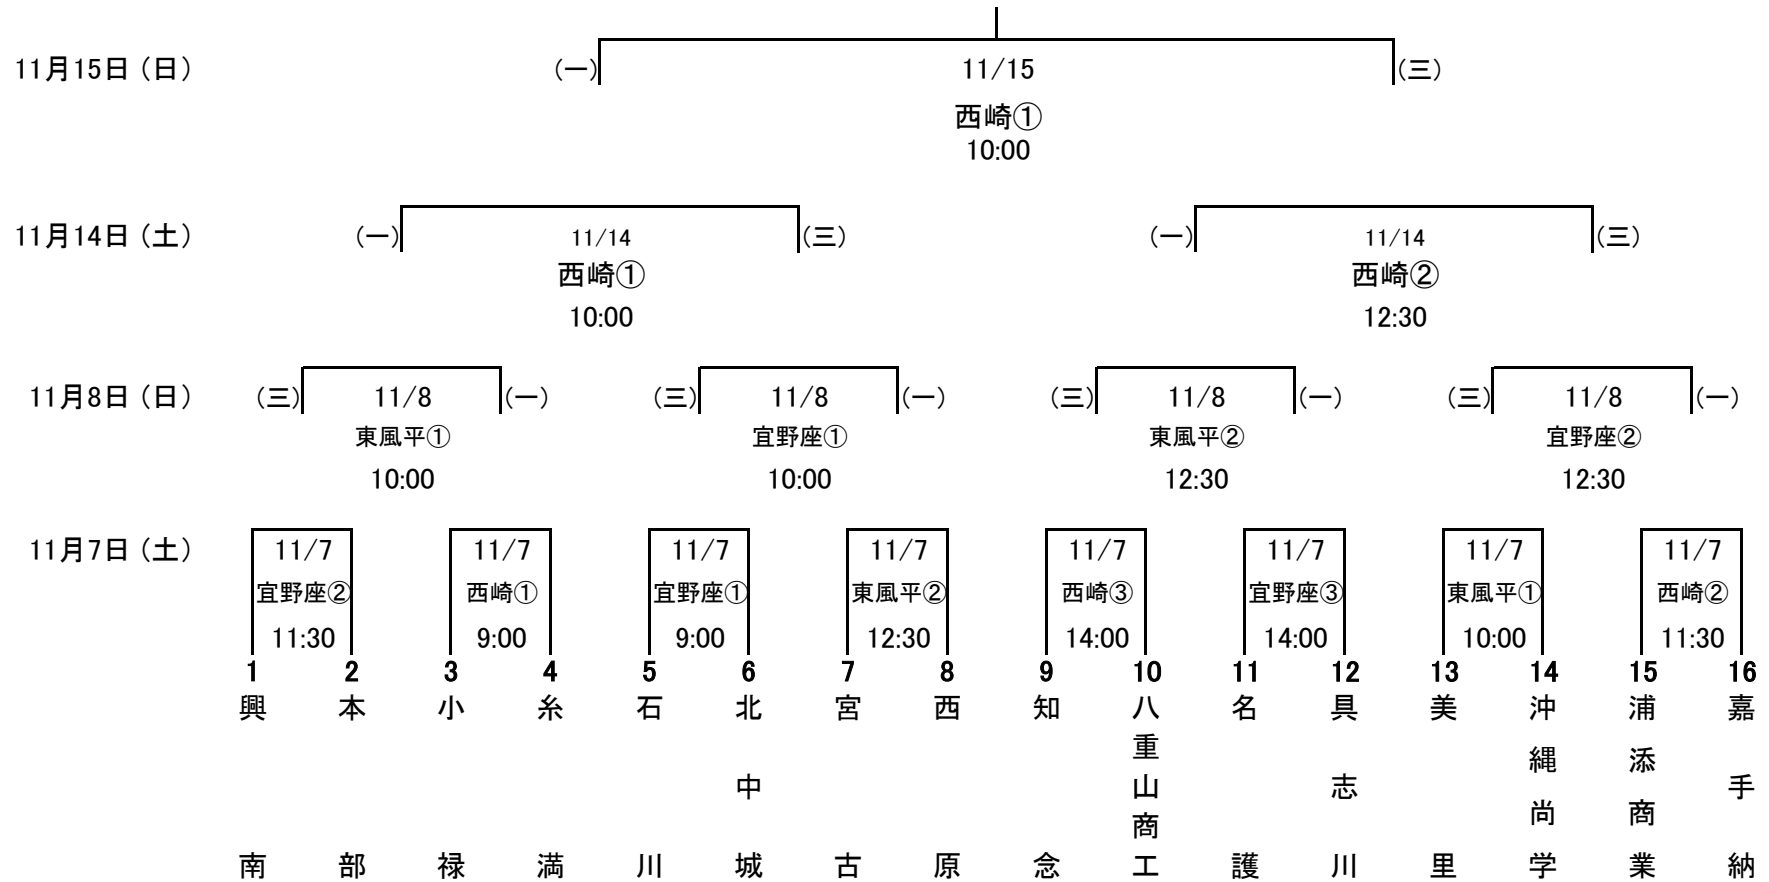 11月15日（日） (一) 11/15 (三)
西崎①
10:00
11月14日（土） (一) 11/14 (三) (一) 11/14 (三)
西崎① 西崎②
10:00 12:30
11月8日（日） (三) 11/8 (一) (三) 11/8 (一) (三) 11/8 (一) (三) 11/8 (一)
東風平① 宜野座① 東風平② 宜野座②
10:00 10:00 12:30 12:30
11月7日（土） 11/7 11/7 11/7 11/7 11/7 11/7 11/7 11/7
宜野座② 西崎① 宜野座① 東風平② 西崎③ 宜野座③ 東風平① 西崎②
11:30 9:00 9:00 12:30 14:00 14:00 10:00 11:30
1 2 3 4 5 6 7 8 9 10 11 12 13 14 15 16
興南
本部
小禄
糸満
石川
北中城
宮古
西原
知念
八重山商工
名護
具志川
美里
沖縄尚学
浦添商業
嘉手納